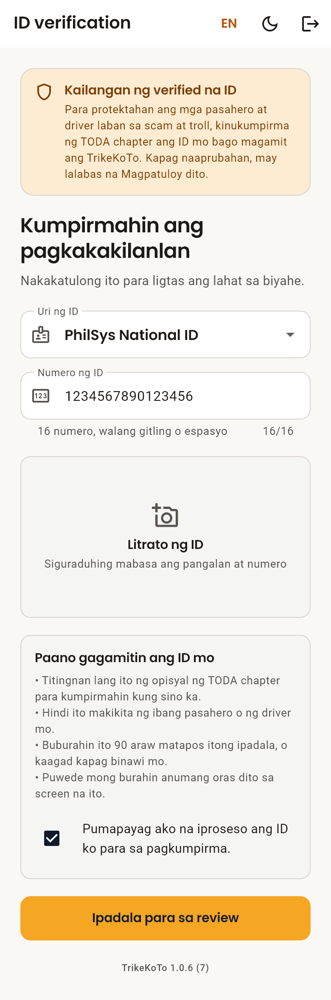 ID verification
EN
Kailangan ng verified na ID
Para protektahan ang mga pasahero at
driver laban sa scam at troll, kinukumpirma
ng TODA chapter ang ID mo bago magamit
ang TrikeKoTo. Kapag naaprubahan, may
lalabas na Magpatuloy dito.
Kumpirmahin ang
pagkakakilanlan
Nakakatulong ito para ligtas ang lahat sa biyahe.
Uri ng ID
PhilSys National ID
Numero ng ID
123
1234567890123456
16 numero, walang gitling o espasyo
16/16
Litrato ng ID
Siguraduhing mabasa ang pangalan at numero
Paano gagamitin ang ID mo
• Titingnan lang ito ng opisyal ng TODA chapter
para kumpirmahin kung sino ka.
• Hindi ito makikita ng ibang pasahero o ng driver
mo.
• Buburahin ito 90 araw matapos itong ipadala, o
kaagad kapag binawi mo.
• Puwede mong burahin anumang oras dito sa
screen na ito.
Pumapayag ako na iproseso ang ID
ko para sa pagkumpirma.
Ipadala para sa review
TrikeKoTo 1.0.6 (7)